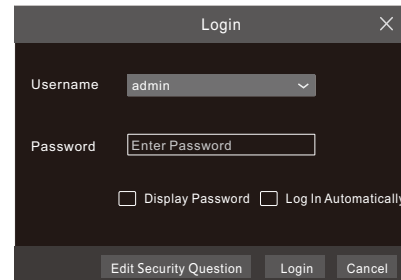 Login
Username admin
Password Enter Password
Display Password Log In Automatically
Edit Security Question Login Cancel